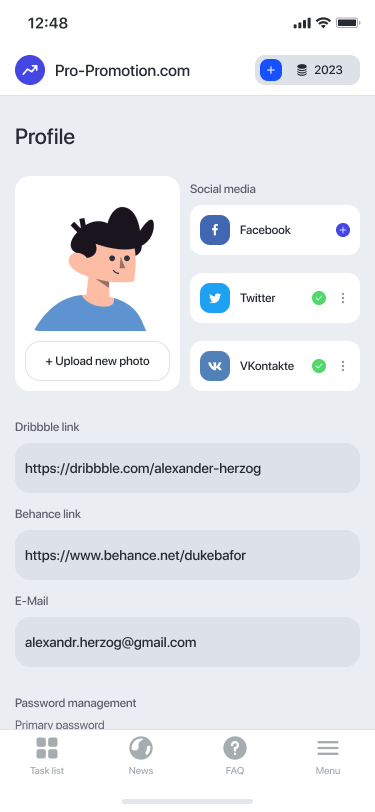 12:48
Pro-Promotion.com
2023
Profile
Social media
Facebook
Twitter
+ Upload new photo
VKontakte
Dribbble link
https://dribbble.com/alexander-herzog
Behance link
https://www.behance.net/dukebafor
E-Mail
alexandr.herzog@gmail.com
Password management
Primary password
Task list
News
FAQ
Menu